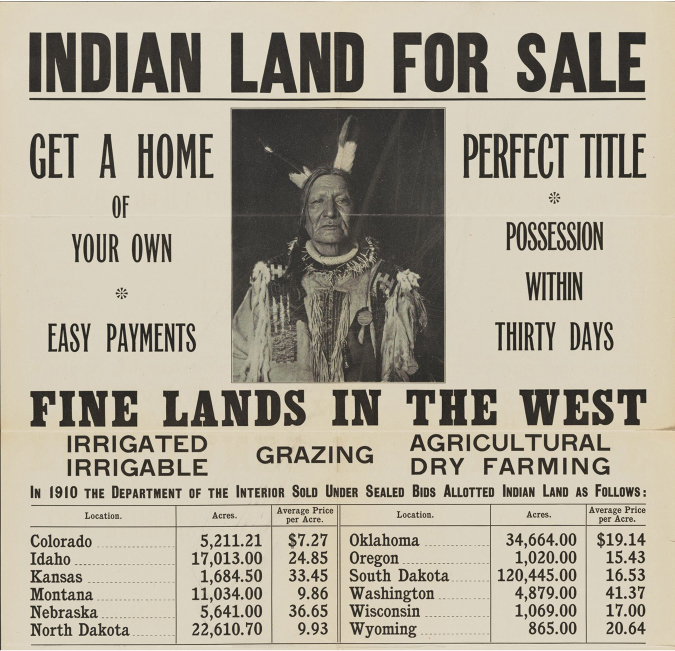 INDIAN LAND FOR SALE
GET A HOME
OF
YOUR OWN
❊
EASY PAYMENTS
PERFECT TITLE
❊
POSSESSION
WITHIN
THIRTY DAYS
FINE LANDS IN THE WEST
IRRIGATED
IRRIGABLE
GRAZING
AGRICULTURAL
DRY FARMING
In 1910 the Department of the Interior Sold Under Sealed Bids Allotted Indian Land as Follows:
Location. Acres. Average Price per Acre. Location. Acres. Average Price per Acre.
Colorado 5,211.21 $7.27 Oklahoma 34,664.00 $19.14
Idaho 17,013.00 24.85 Oregon 1,020.00 15.43
Kansas 1,684.50 33.45 South Dakota 120,445.00 16.53
Montana 11,034.00 9.86 Washington 4,879.00 41.37
Nebraska 5,641.00 36.65 Wisconsin 1,069.00 17.00
North Dakota 22,610.70 9.93 Wyoming 865.00 20.64